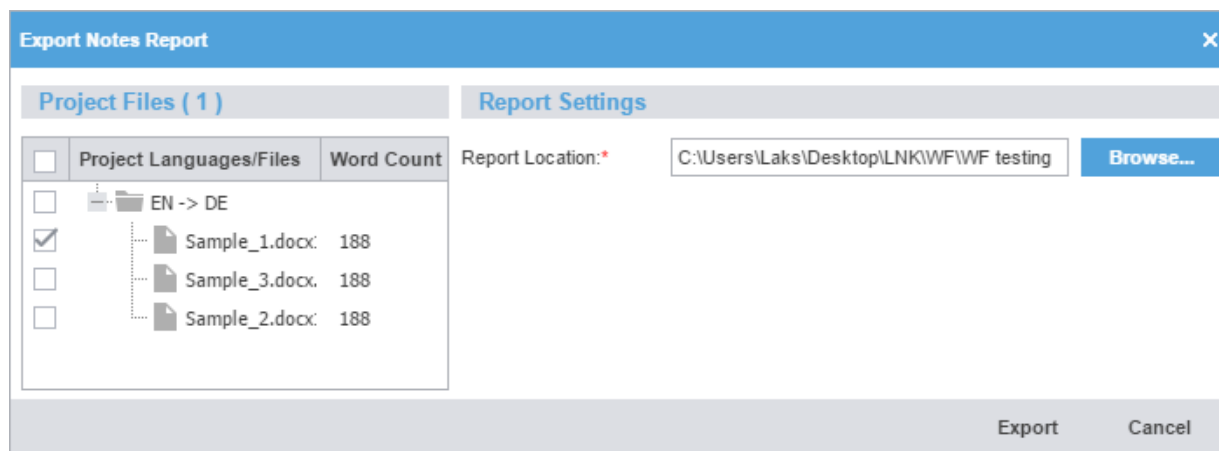 Export Notes Report
Project Files ( 1 )
Report Settings
Project Languages/Files Word Count
Report Location:* C:\Users\Laks\Desktop\LNK\WF\WF testing Browse...
EN -> DE
Sample_1.docx 188
Sample_3.docx. 188
Sample_2.docx 188
Export Cancel